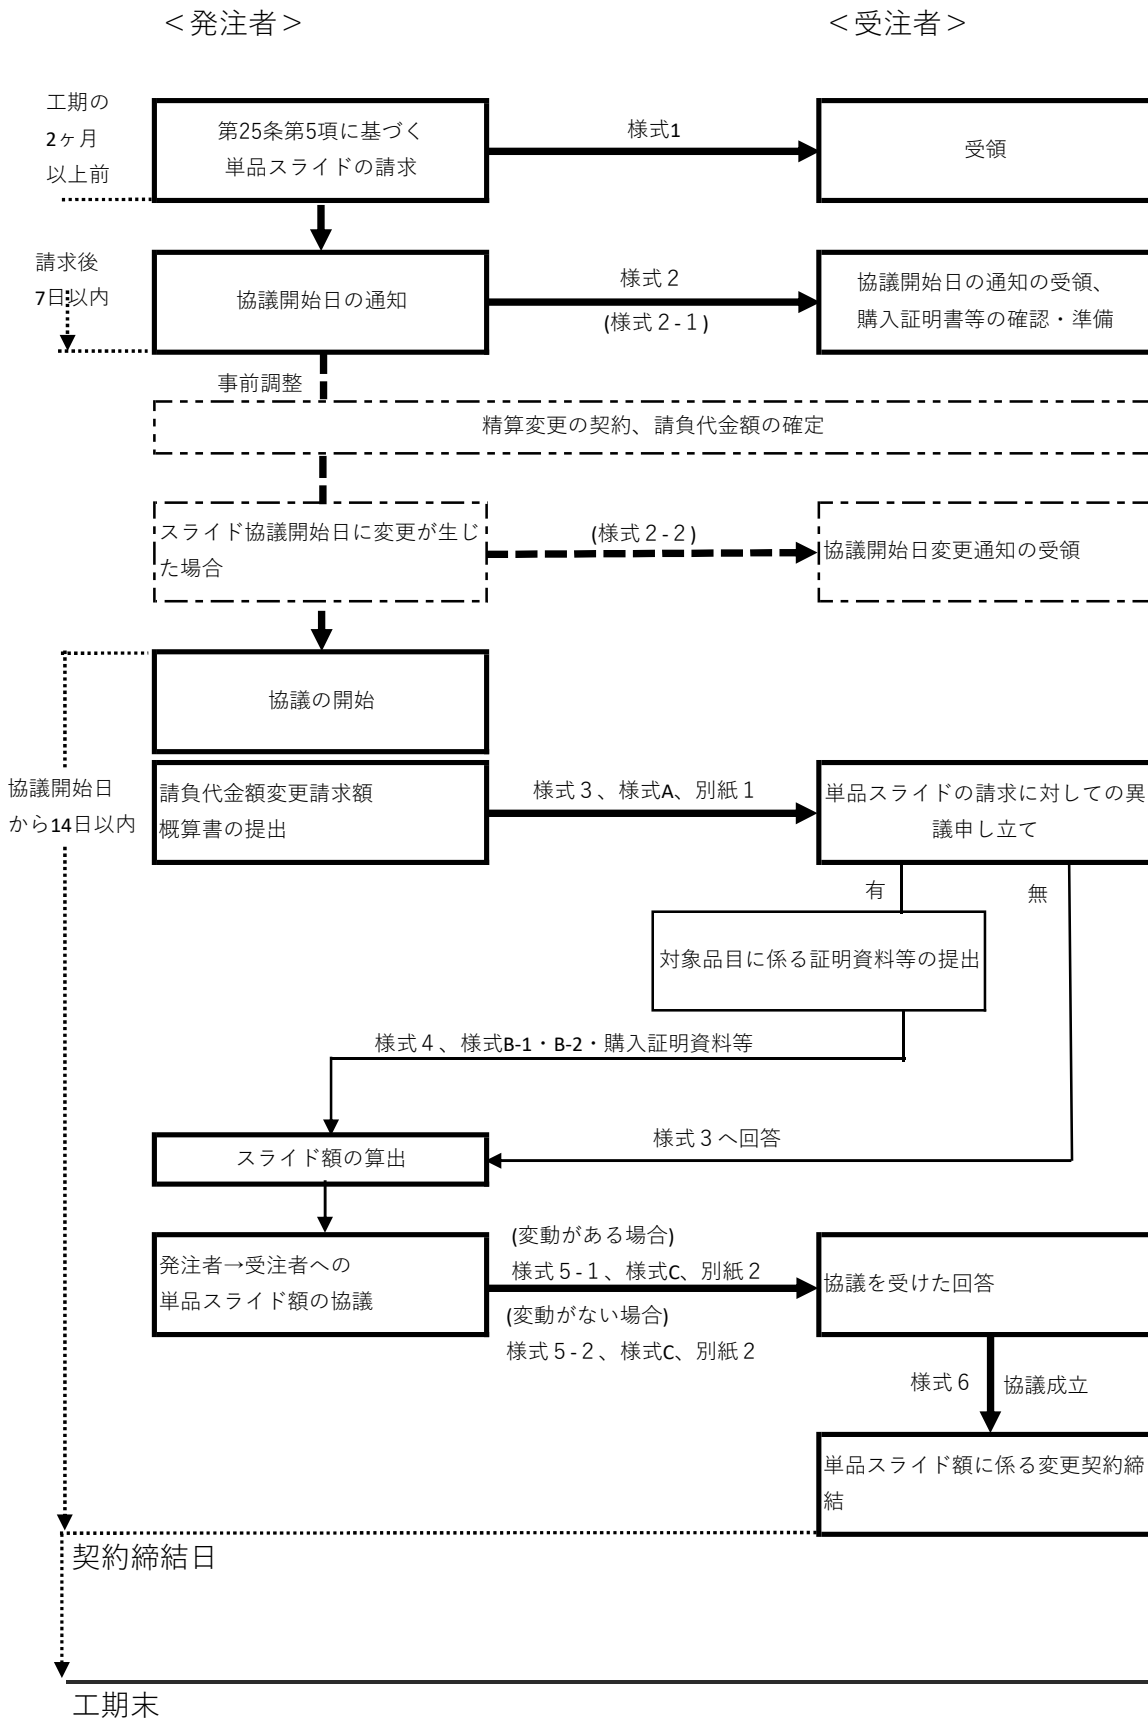 ＜発注者＞
＜受注者＞
工期の
2ヶ月
以上前
第25条第5項に基づく
単品スライドの請求
様式1
受領
請求後
7日以内
協議開始日の通知
様式２
(様式２-１)
協議開始日の通知の受領、
購入証明書等の確認・準備
事前調整
精算変更の契約、請負代金額の確定
スライド協議開始日に変更が生じ
た場合
(様式２-２)
協議開始日変更通知の受領
協議の開始
協議開始日
から14日以内
請負代金額変更請求額
概算書の提出
様式３、様式A、別紙１
単品スライドの請求に対しての異
議申し立て
有
無
対象品目に係る証明資料等の提出
様式４、様式B-1・B-2・購入証明資料等
様式３へ回答
スライド額の算出
発注者→受注者への
単品スライド額の協議
(変動がある場合)
様式５-１、様式C、別紙２
(変動がない場合)
様式５-２、様式C、別紙２
協議を受けた回答
様式６
協議成立
単品スライド額に係る変更契約締
結
契約締結日
工期末